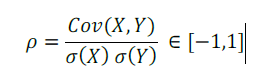 ρ = Cov(X, Y) / σ(X) σ(Y) ∈ [−1,1]